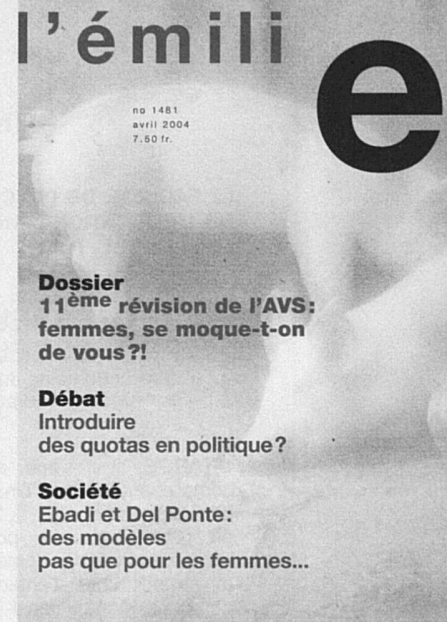 l'émilie
no 1481
avril 2004
7.50 fr.
Dossier
11ème révision de l'AVS:
femmes, se moque-t-on
de vous?!
Débat
Introduire
des quotas en politique?
Société
Ebadi et Del Ponte:
des modèles
pas que pour les femmes...